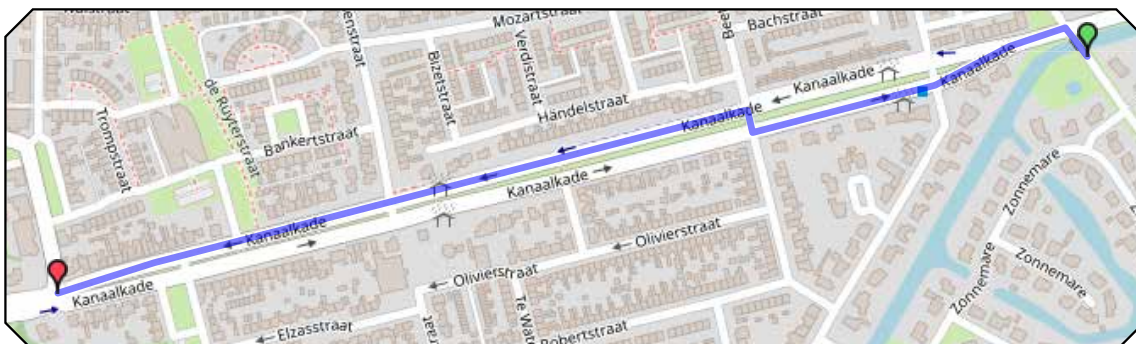 Mozartstraat
Bachstraat
Verdistraat
Bizetstraat
de Ruyterstraat
Kanaalkade
Kanaalkade
Händelstraat
Trompstraat
Kanaalkade
Bankertstraat
Kanaalkade
Zonnemare
Kanaalkade
Olivierstraat
Zonnemare
Zonnemare
Olivierstraat
Kanaalkade
Elzasstraat
Robertstraat